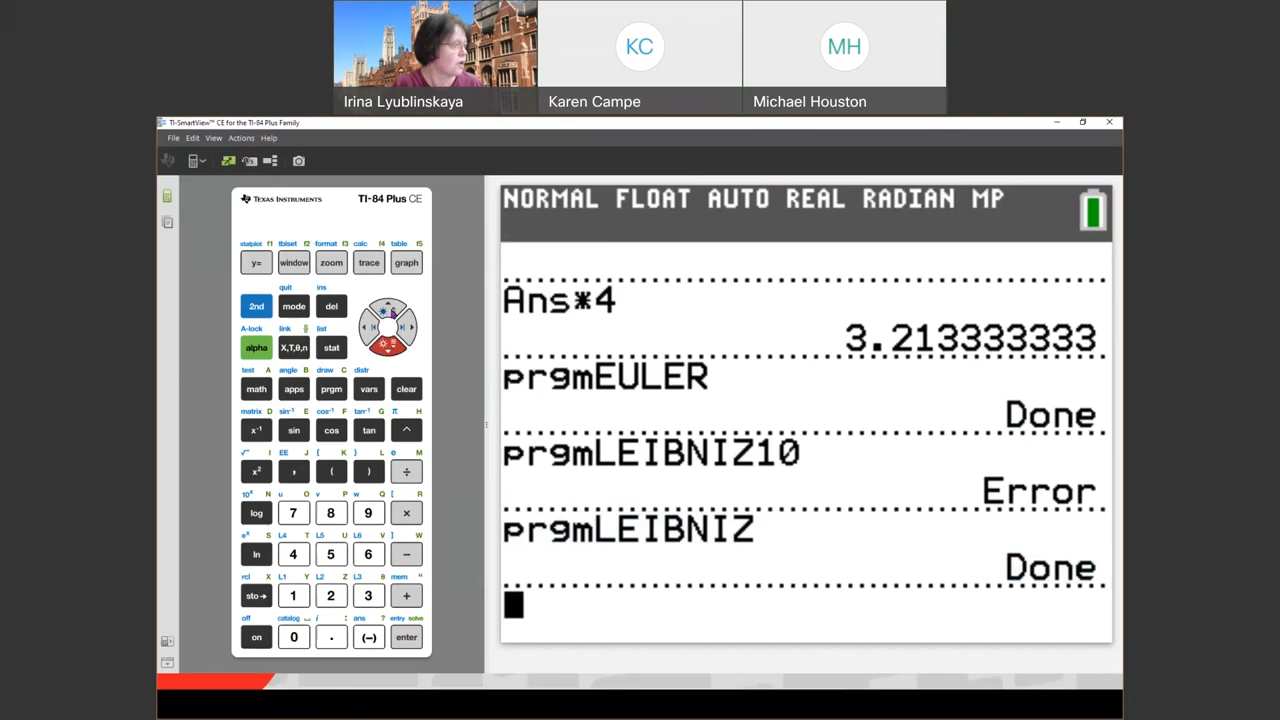 KC
MH
Irina Lyublinskaya
Karen Campe
Michael Houston
TI-SmartView™ CE for the TI-84 Plus Family
File Edit View Actions Help
TEXAS INSTRUMENTS TI-84 Plus CE
statplot f1 tblset f2 format f3 calc f4 table f5
y= window zoom trace graph
quit ins
2nd mode del
A-lock link list
alpha X,T,θ,n stat
test A angle B draw C distr
math apps prgm vars clear
matrix D sin⁻¹ E cos⁻¹ F tan⁻¹ G π H
x⁻¹ sin cos tan ^
√ I EE J { K } L e M
x² , ( ) ÷
10ˣ N u O v P w Q [ R
log 7 8 9 ×
eˣ S L4 T L5 U L6 V ] W
ln 4 5 6 −
rcl X L1 Y L2 Z L3 θ mem "
sto→ 1 2 3 +
off catalog i : ans ? entry solve
on 0 . (−) enter
NORMAL FLOAT AUTO REAL RADIAN MP
Ans*4
3.213333333
prgmEULER
Done
prgmLEIBNIZ10
Error
prgmLEIBNIZ
Done